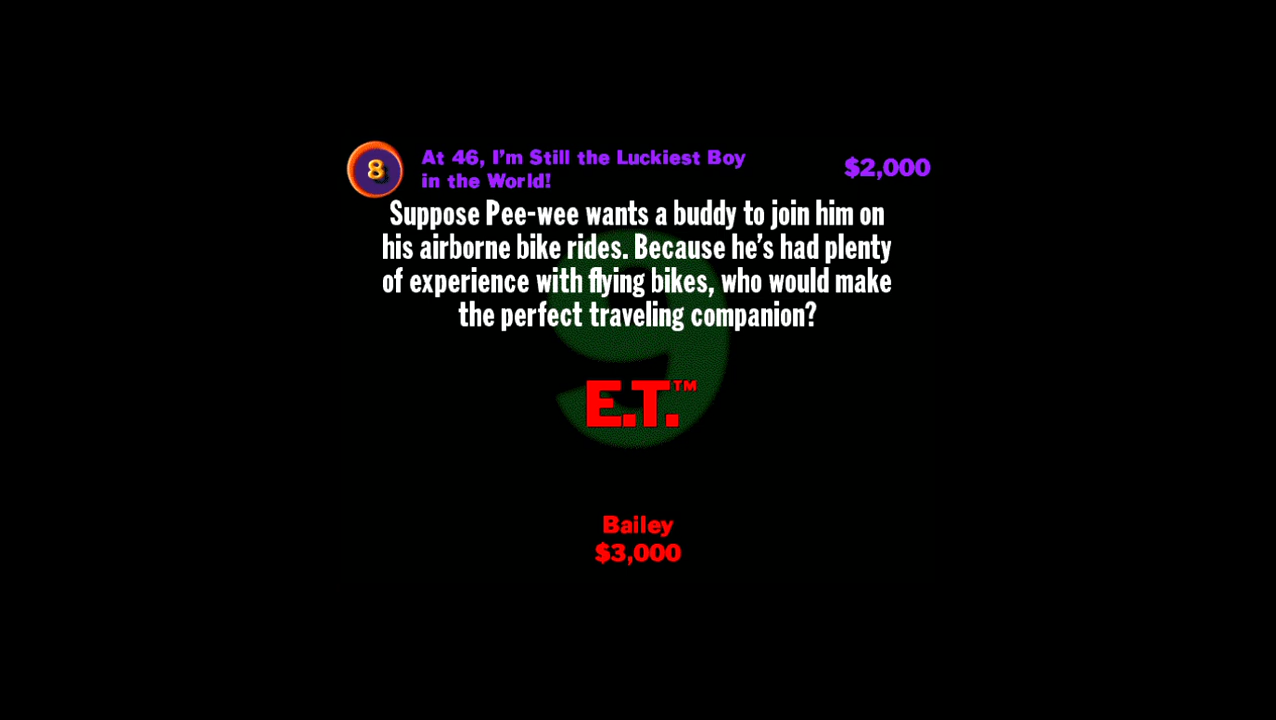 8
At 46, I'm Still the Luckiest Boy
in the World!
$2,000
Suppose Pee-wee wants a buddy to join him on
his airborne bike rides. Because he's had plenty
of experience with flying bikes, who would make
the perfect traveling companion?
9
E.T.™
Bailey
$3,000